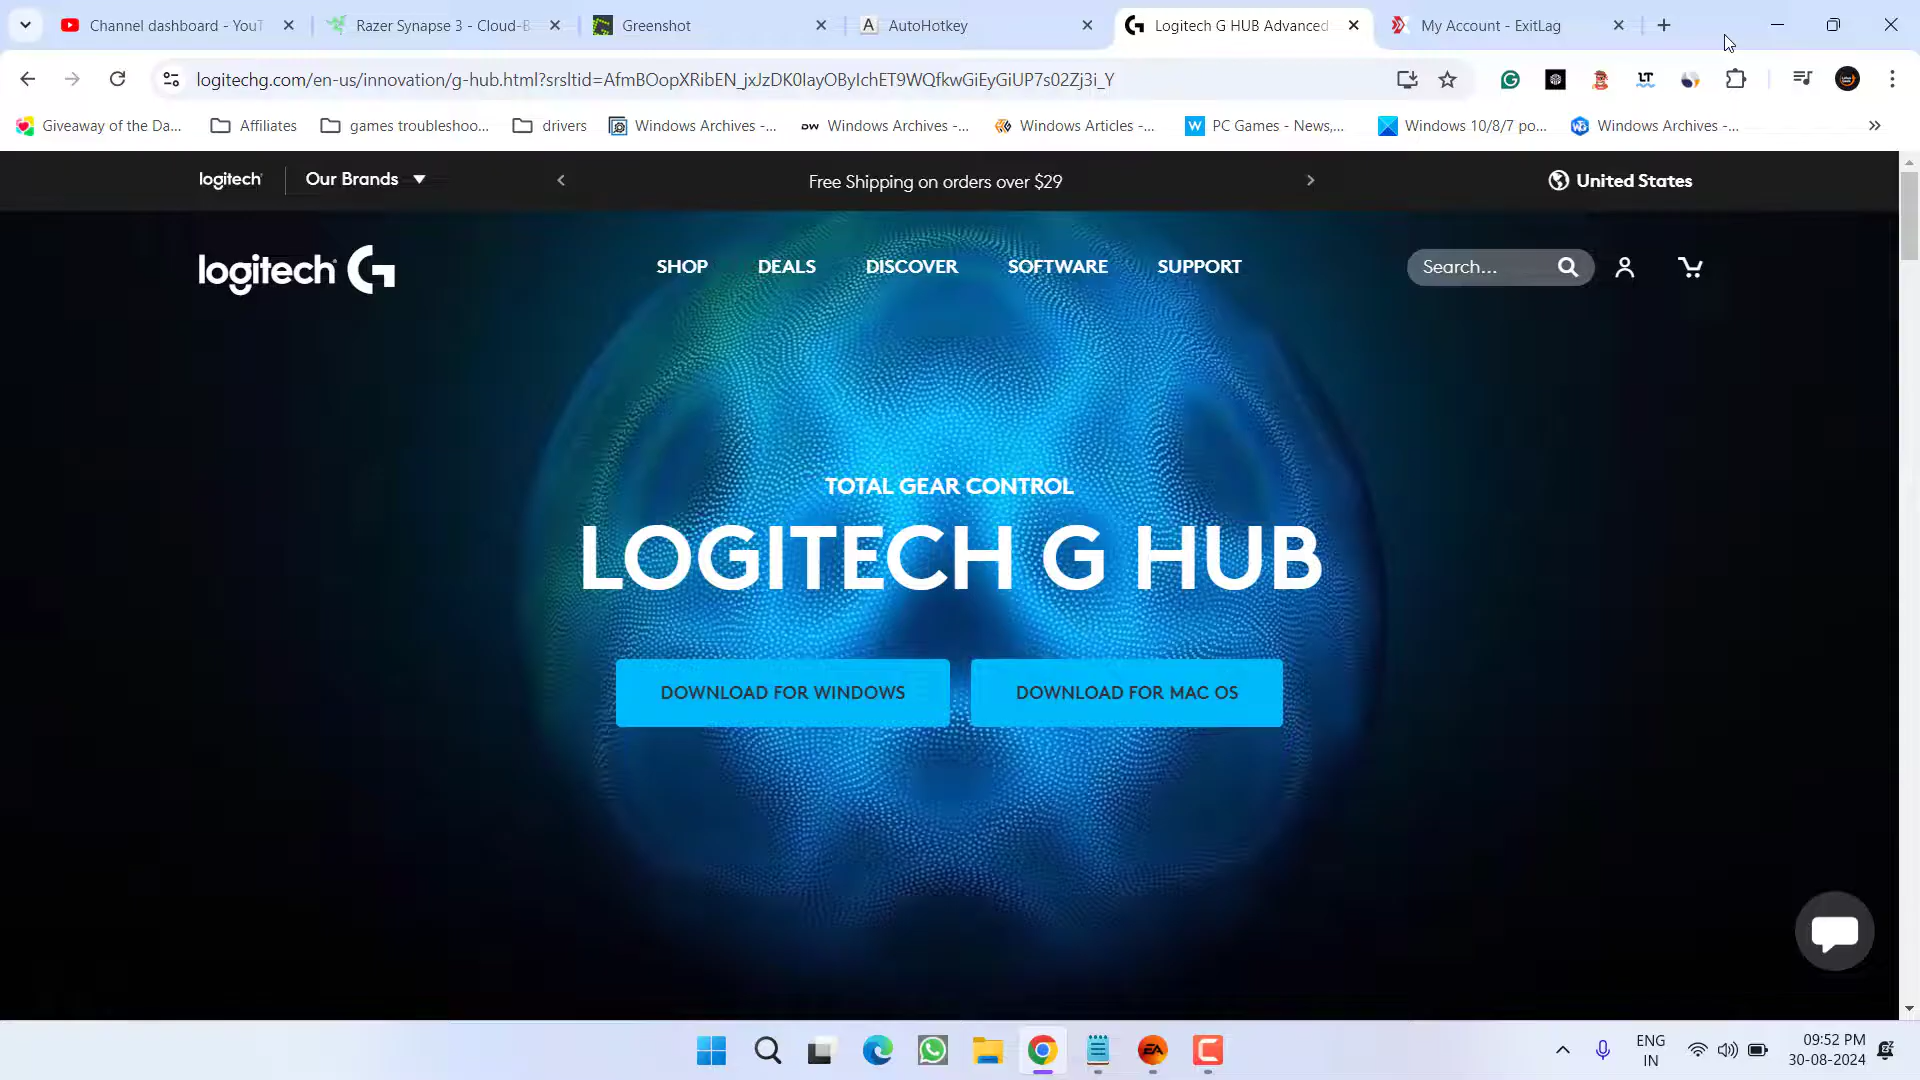 Channel dashboard - YouT
Razer Synapse 3 - Cloud-B
Greenshot
AutoHotkey
Logitech G HUB Advanced
My Account - ExitLag
logitechg.com/en-us/innovation/g-hub.html?srsltid=AfmBOopXRibEN_jxJzDK0IayOByIchET9WQfkwGiEyGiUP7s02Zj3i_Y
Giveaway of the Da...
Affiliates
games troubleshoo...
drivers
Windows Archives -...
Windows Archives -...
Windows Articles -...
PC Games - News,...
Windows 10/8/7 po...
Windows Archives -...
logitech
Our Brands
Free Shipping on orders over $29
United States
logitech G
SHOP
DEALS
DISCOVER
SOFTWARE
SUPPORT
Search...
TOTAL GEAR CONTROL
LOGITECH G HUB
DOWNLOAD FOR WINDOWS
DOWNLOAD FOR MAC OS
ENG
IN
09:52 PM
30-08-2024